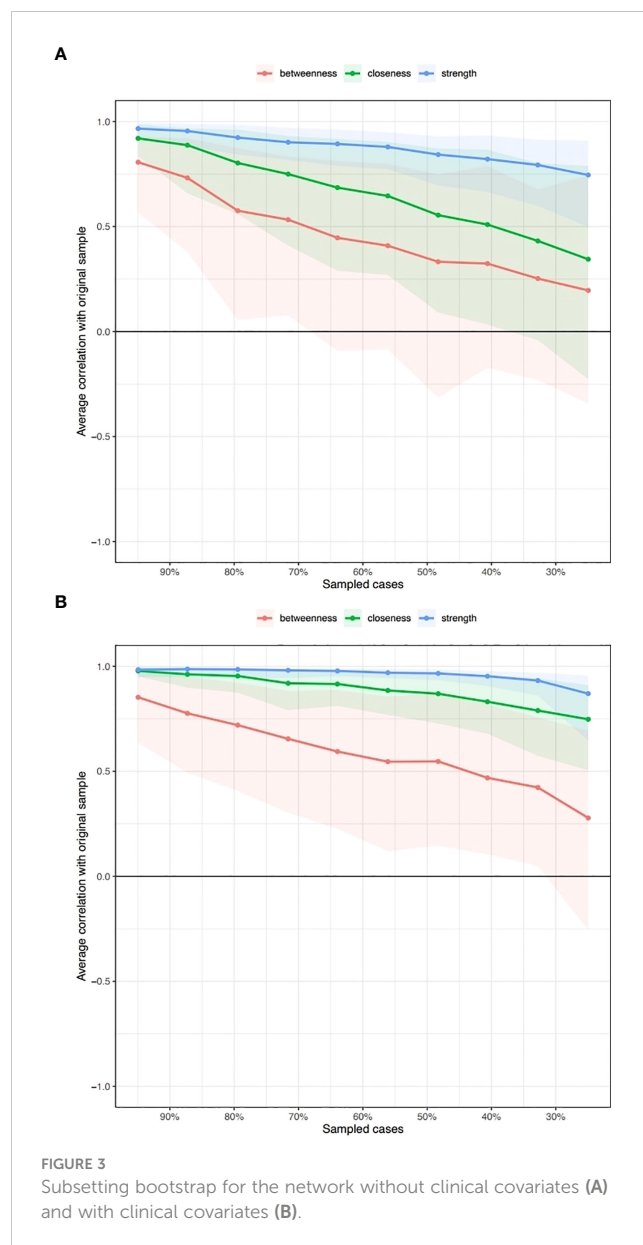 A
betweenness closeness strength
1.0
0.5
0.0
−0.5
−1.0
Average correlation with original sample
90% 80% 70% 60% 50% 40% 30%
Sampled cases
B
betweenness closeness strength
1.0
0.5
0.0
−0.5
−1.0
Average correlation with original sample
90% 80% 70% 60% 50% 40% 30%
Sampled cases
FIGURE 3
Subsetting bootstrap for the network without clinical covariates (A)
and with clinical covariates (B).